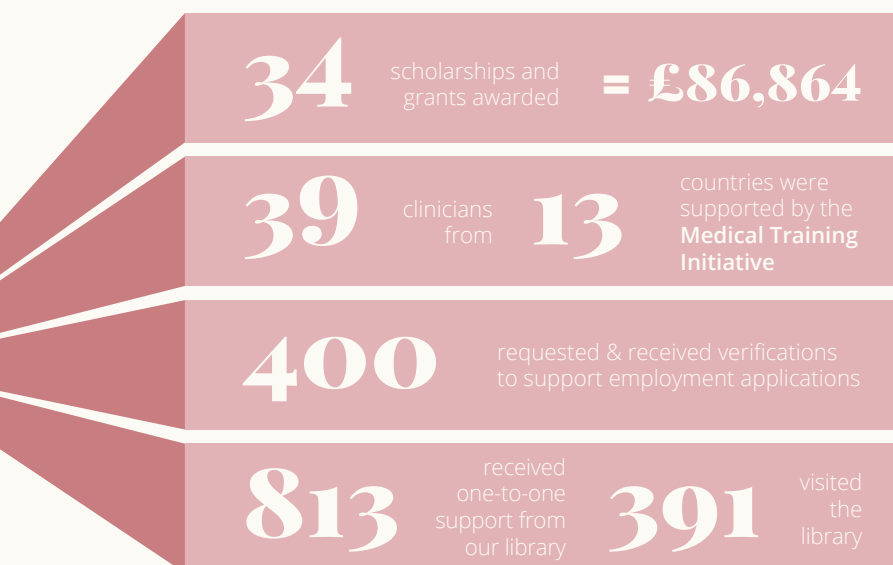 34 scholarships and
grants awarded = £86,864
39 clinicians
from 13 countries were
supported by the
Medical Training
Initiative
400 requested & received verifications
to support employment applications
813 received
one-to-one
support from
our library
391 visited
the
library